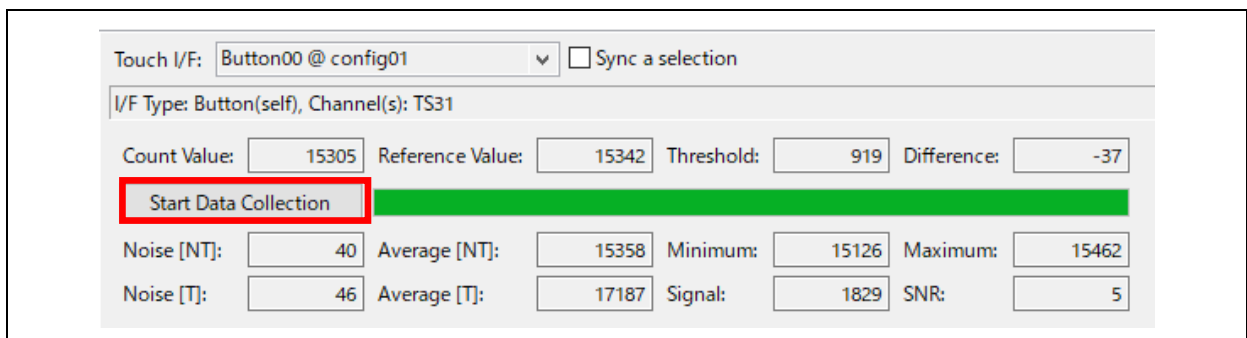 Touch I/F: Button00 @ config01 Sync a selection
I/F Type: Button(self), Channel(s): TS31
Count Value: 15305 Reference Value: 15342 Threshold: 919 Difference: -37
Start Data Collection
Noise [NT]: 40 Average [NT]: 15358 Minimum: 15126 Maximum: 15462
Noise [T]: 46 Average [T]: 17187 Signal: 1829 SNR: 5